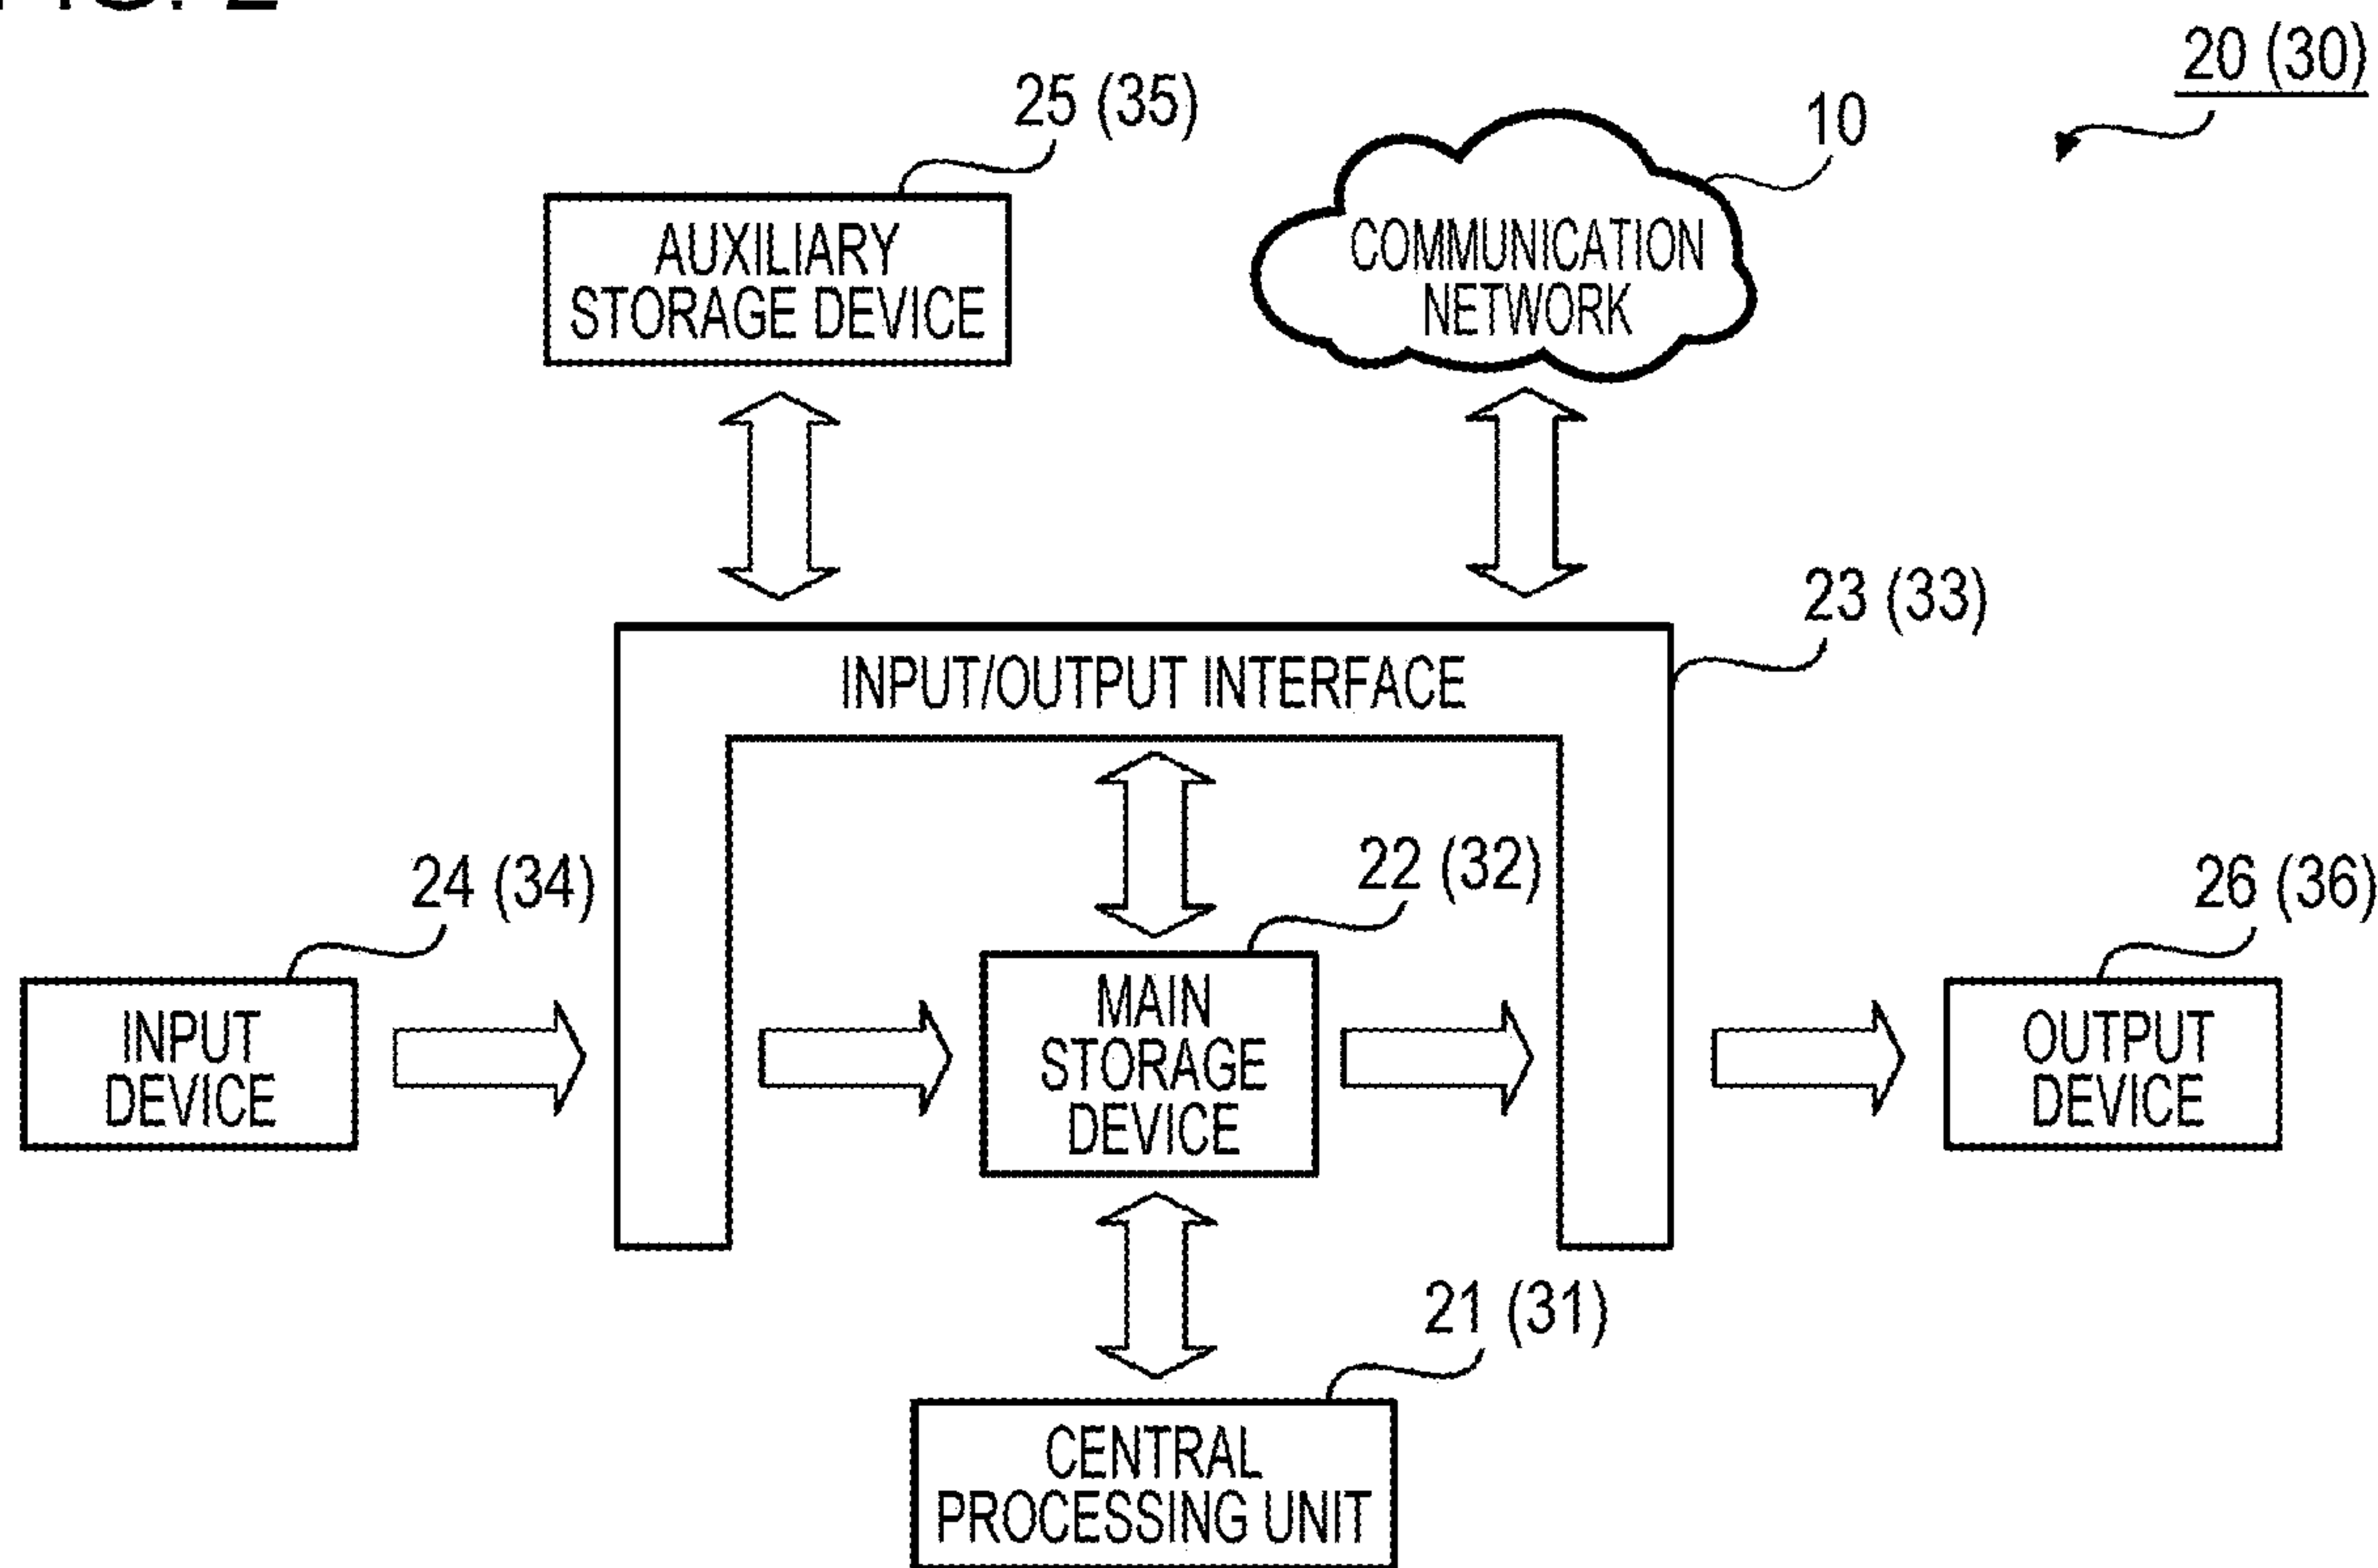 20 (30)
25 (35)
10
AUXILIARY
STORAGE DEVICE
COMMUNICATION
NETWORK
23 (33)
INPUT/OUTPUT INTERFACE
24 (34)
22 (32)
26 (36)
INPUT
DEVICE
MAIN
STORAGE
DEVICE
OUTPUT
DEVICE
21 (31)
CENTRAL
PROCESSING UNIT